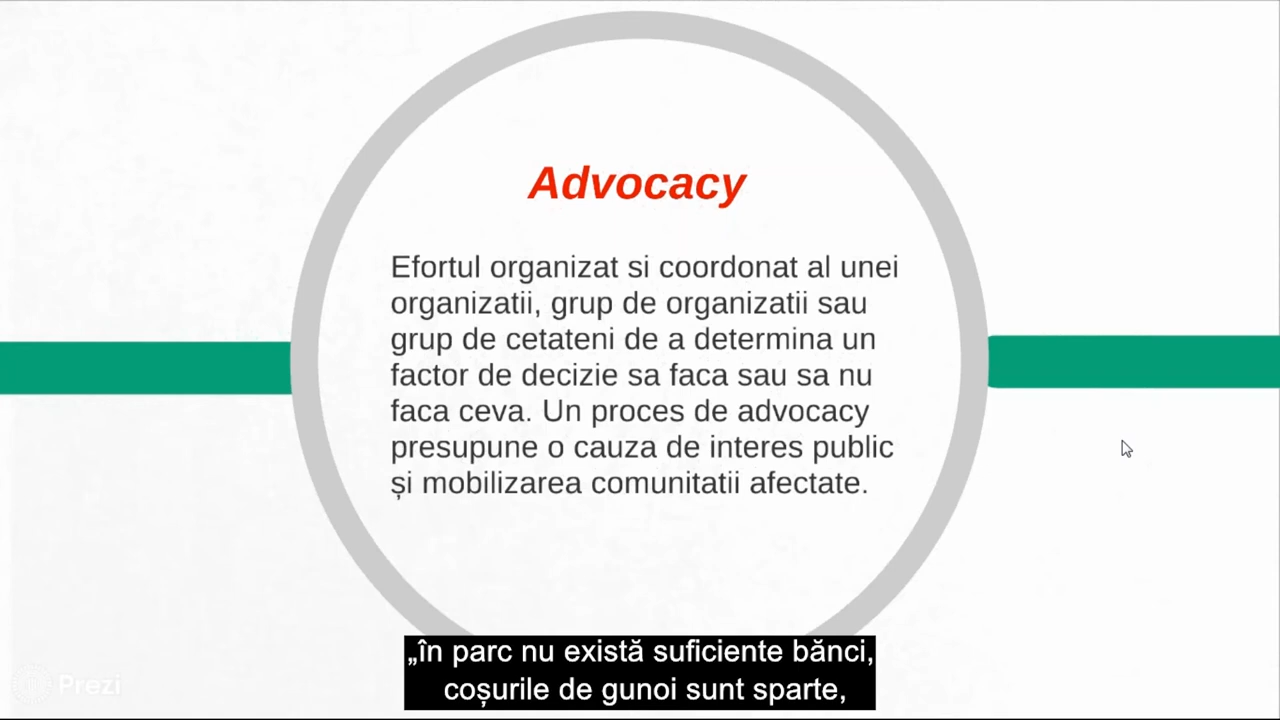 Advocacy
Efortul organizat si coordonat al unei
organizatii, grup de organizatii sau
grup de cetateni de a determina un
factor de decizie sa faca sau sa nu
faca ceva. Un proces de advocacy
presupune o cauza de interes public
și mobilizarea comunitatii afectate.
„în parc nu există suficiente bănci,
coșurile de gunoi sunt sparte,
Prezi